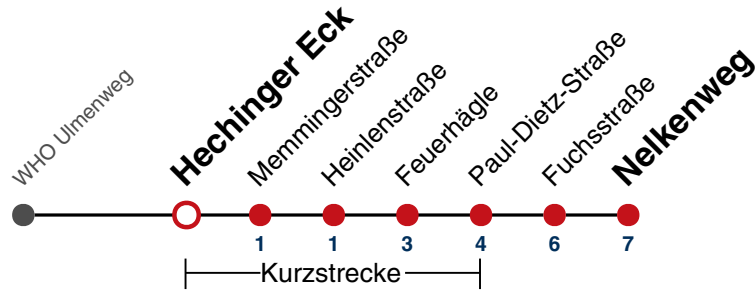 WHO Ulmenweg
Hechinger Eck
Memmingerstraße
Heinlenstraße
Feuerhägle
Paul-Dietz-Straße
Fuchsstraße
Nelkenweg
1
1
3
4
6
7
Kurzstrecke